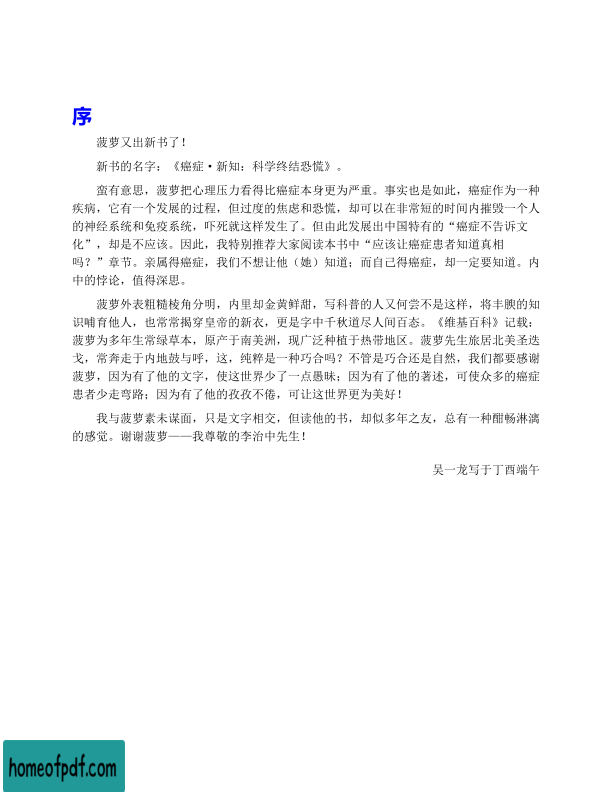 序
菠萝又出新书了！
新书的名字：《癌症·新知：科学终结恐慌》。
蛮有意思，菠萝把心理压力看得比癌症本身更为严重。事实也是如此，癌症作为一种
疾病，它有一个发展的过程，但过度的焦虑和恐慌，却可以在非常短的时间内摧毁一个人
的神经系统和免疫系统，吓死就这样发生了。但由此发展出中国特有的“癌症不告诉文
化”，却是不应该。因此，我特别推荐大家阅读本书中“应该让癌症患者知道真相
吗？”章节。亲属得癌症，我们不想让他（她）知道；而自己得癌症，却一定要知道。内
中的悖论，值得深思。
菠萝外表粗糙棱角分明，内里却金黄鲜甜，写科普的人又何尝不是这样，将丰腴的知
识哺育他人，也常常揭穿皇帝的新衣，更是字中千秋道尽人间百态。《维基百科》记载：
菠萝为多年生常绿草本，原产于南美洲，现广泛种植于热带地区。菠萝先生旅居北美圣迭
戈，常奔走于内地鼓与呼，这，纯粹是一种巧合吗？不管是巧合还是自然，我们都要感谢
菠萝，因为有了他的文字，使这世界少了一点愚昧；因为有了他的著述，可使众多的癌症
患者少走弯路；因为有了他的孜孜不倦，可让这世界更为美好！
我与菠萝素未谋面，只是文字相交，但读他的书，却似多年之友，总有一种酣畅淋漓
的感觉。谢谢菠萝——我尊敬的李治中先生！
吴一龙写于丁酉端午
homeofpdf.com